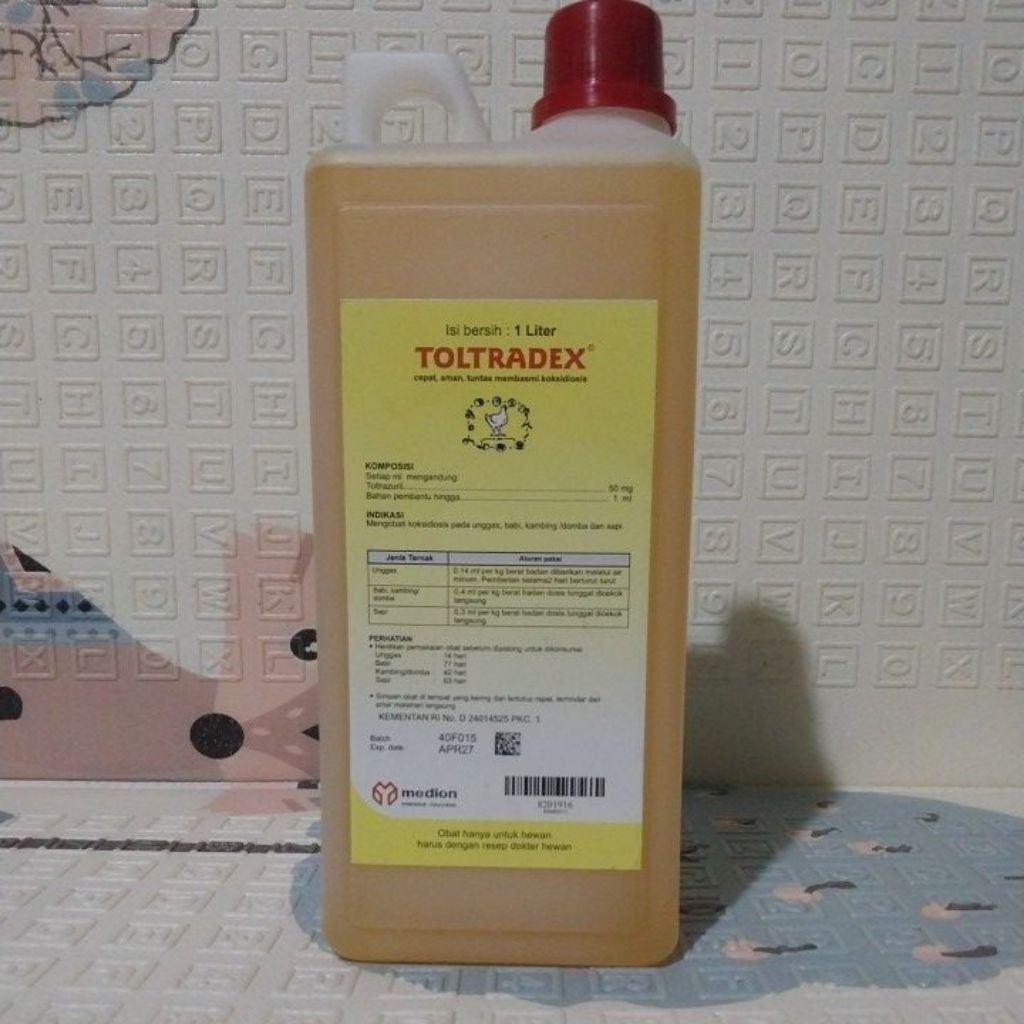 Isi bersih : 1 Liter
TOLTRADEX®
cepat, aman, tuntas membasmi koksidiosis
KOMPOSISI
Setiap ml mengandung:
Toltrazuril.......... 50 mg
Bahan pembantu hingga.......... 1 ml
INDIKASI
Mengobati koksidiosis pada unggas, babi, kambing /domba dan sapi
Jenis Ternak Aturan pakai
Unggas 0,14 ml per kg berat badan diberikan melalui air
minum. Pemberian selama2 hari berturut turut
Babi, kambing/ 0,4 ml per kg berat badan dosis tunggal dicekok
domba langsung
Sapi 0,3 ml per kg berat badan dosis tunggal dicekok
langsung
PERHATIAN
• Hentikan pemakaian obat sebelum dipotong untuk dikonsumsi
Unggas : 14 hari
Babi : 77 hari
Kambing/domba : 42 hari
Sapi : 63 hari
• Simpan obat di tempat yang kering dan tertutup rapat, terhindar dari
sinar matahari langsung
KEMENTAN RI No. D 24014525 PKC. 1
Batch 40F015
Exp. date APR27
medion
8201916
Obat hanya untuk hewan
harus dengan resep dokter hewan